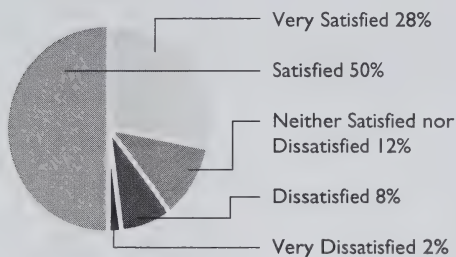 Very Satisfied 28%
Satisfied 50%
Neither Satisfied nor
Dissatisfied 12%
Dissatisfied 8%
Very Dissatisfied 2%